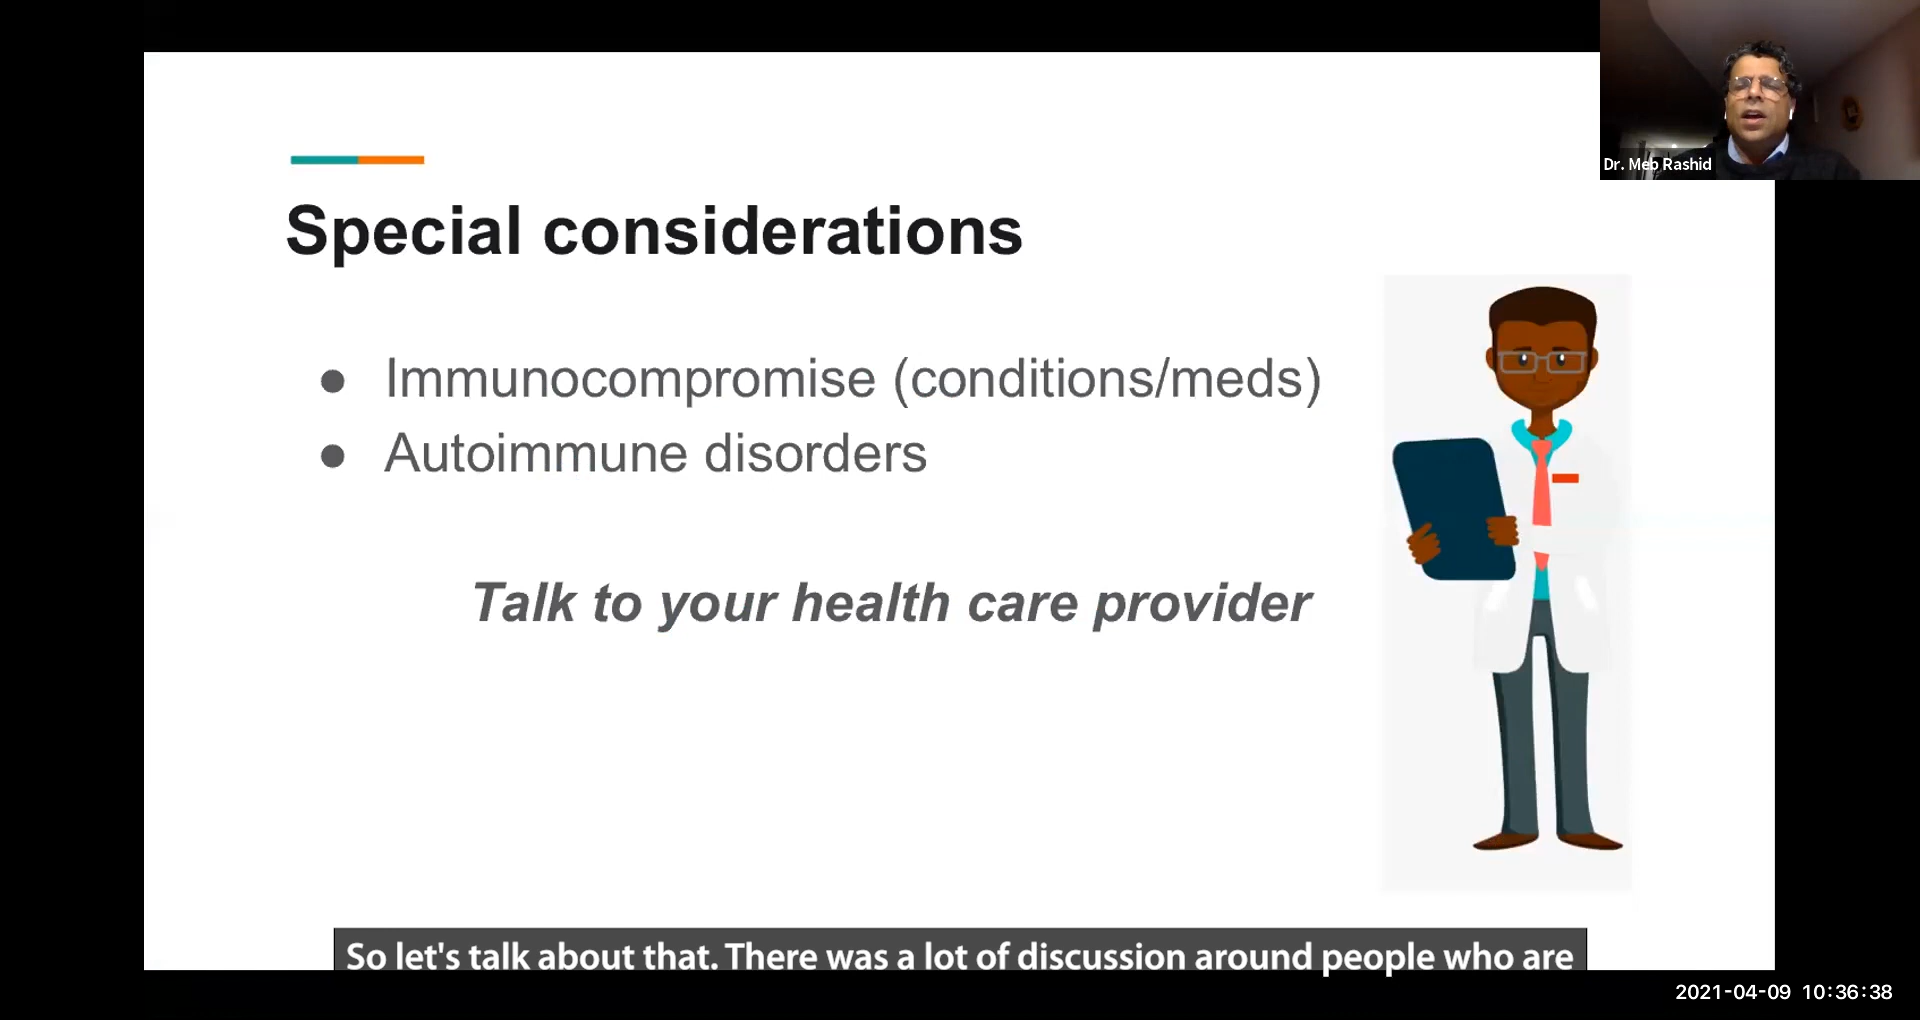 Dr. Meb Rashid
Special considerations
● Immunocompromise (conditions/meds)
● Autoimmune disorders
Talk to your health care provider
So let's talk about that. There was a lot of discussion around people who are
2021-04-09 10:36:38